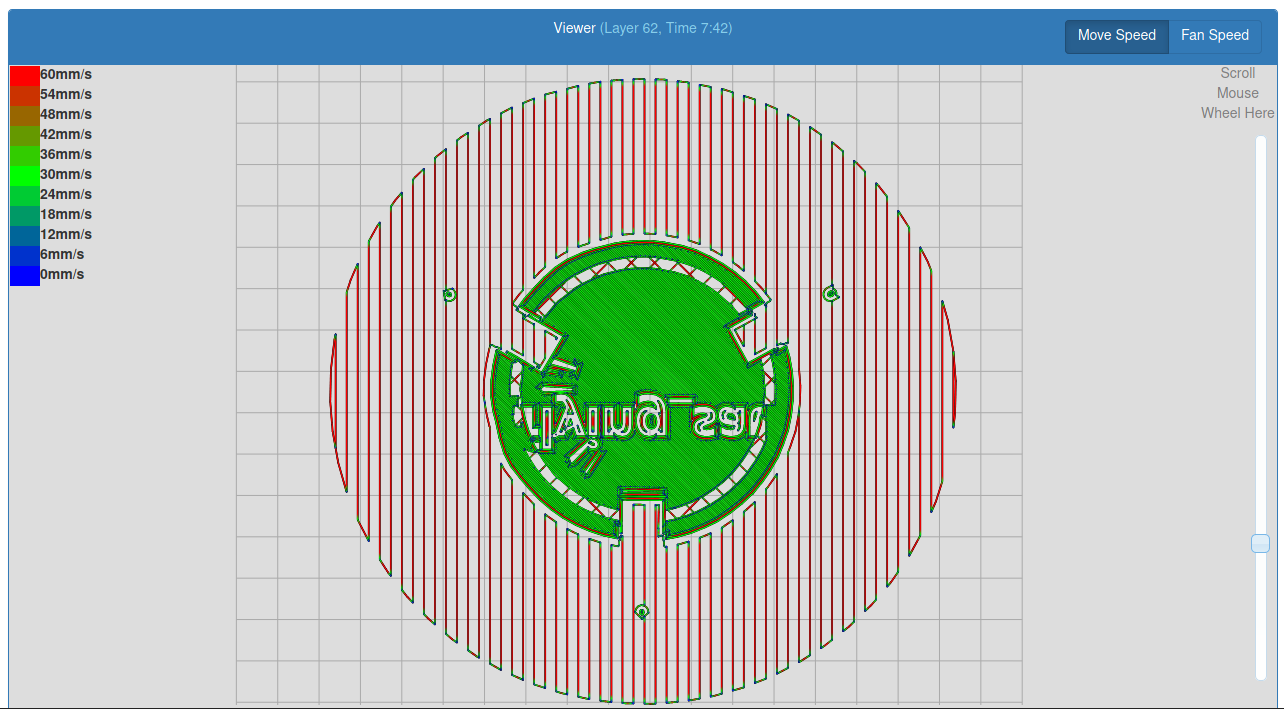 Viewer (Layer 62, Time 7:42)
Move Speed
Fan Speed
60mm/s
54mm/s
48mm/s
42mm/s
36mm/s
30mm/s
24mm/s
18mm/s
12mm/s
6mm/s
0mm/s
Scroll
Mouse
Wheel Here